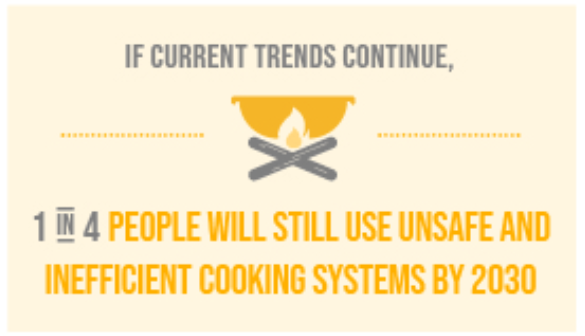 IF CURRENT TRENDS CONTINUE,
1 IN 4 PEOPLE WILL STILL USE UNSAFE AND
INEFFICIENT COOKING SYSTEMS BY 2030